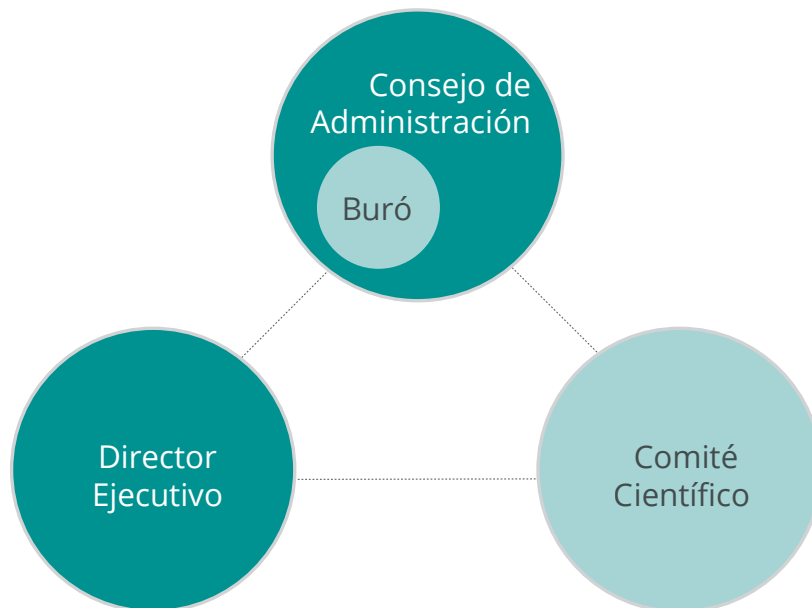 Consejo de
Administración
Buró
Director
Ejecutivo
Comité
Científico